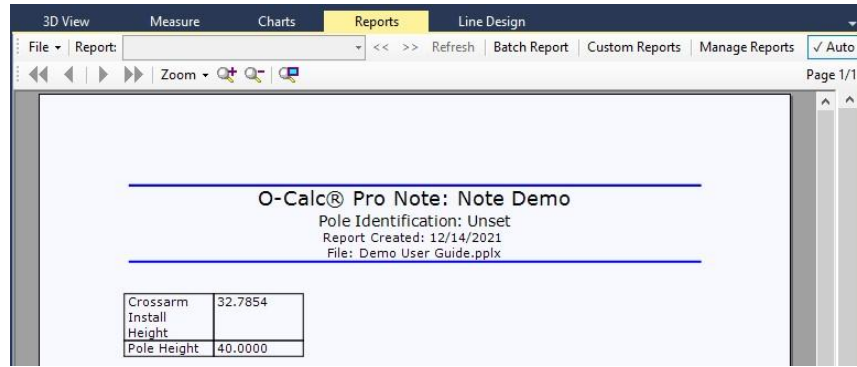 3D View Measure Charts Reports Line Design
File Report: << >> Refresh Batch Report Custom Reports Manage Reports ✓ Auto
Zoom Page 1/1
O-Calc® Pro Note: Note Demo
Pole Identification: Unset
Report Created: 12/14/2021
File: Demo User Guide.pplx
Crossarm 32.7854
Install
Height
Pole Height 40.0000